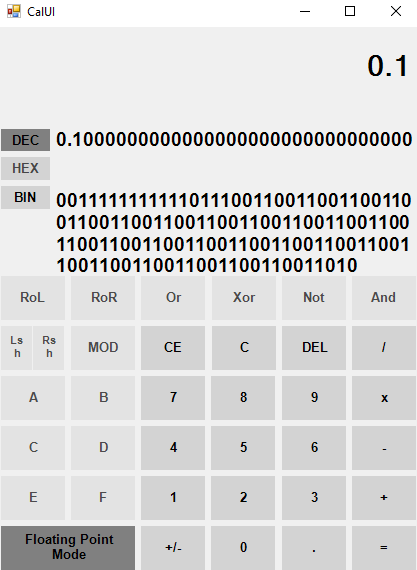 CalUI
0.1
DEC 0.1000000000000000000000000000000
HEX
BIN 0011111111111011100110011001100110
011001100110011001100110011001100
110011001100110011001100110011001
1001100110011001100110011010
RoL RoR Or Xor Not And
Lsh Rsh MOD CE C DEL /
A B 7 8 9 x
C D 4 5 6 -
E F 1 2 3 +
Floating Point
Mode +/- 0 . =